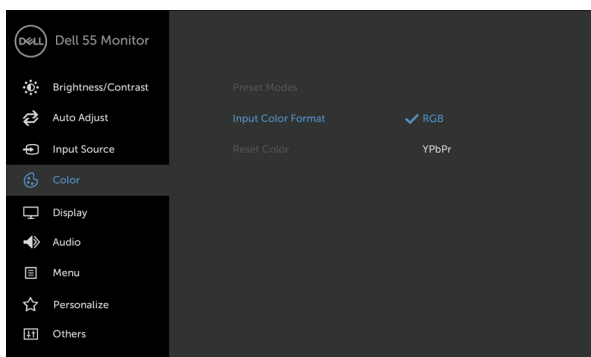 DELL Dell 55 Monitor
Brightness/Contrast
Auto Adjust
Input Source
Color
Display
Audio
Menu
Personalize
Others
Preset Modes
Input Color Format RGB
Reset Color YPbPr